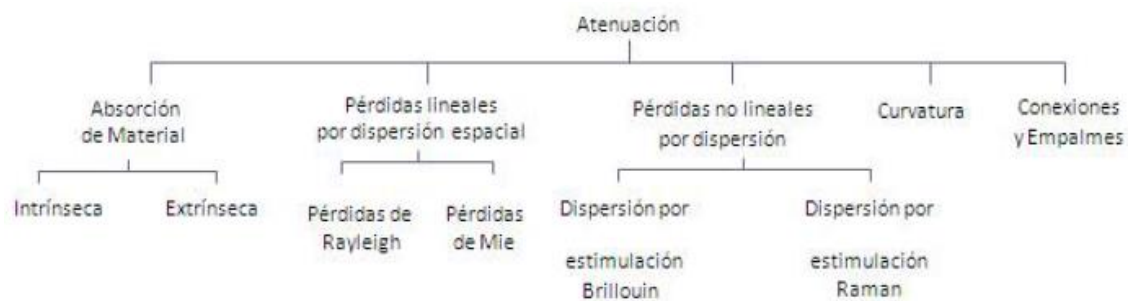 Atenuación
Absorción
de Material
Pérdidas lineales
por dispersión espacial
Pérdidas no lineales
por dispersión
Curvatura
Conexiones
y Empalmes
Intrínseca
Extrínseca
Pérdidas de
Rayleigh
Pérdidas
de Mie
Dispersión por
estimulación
Brillouin
Dispersión por
estimulación
Raman